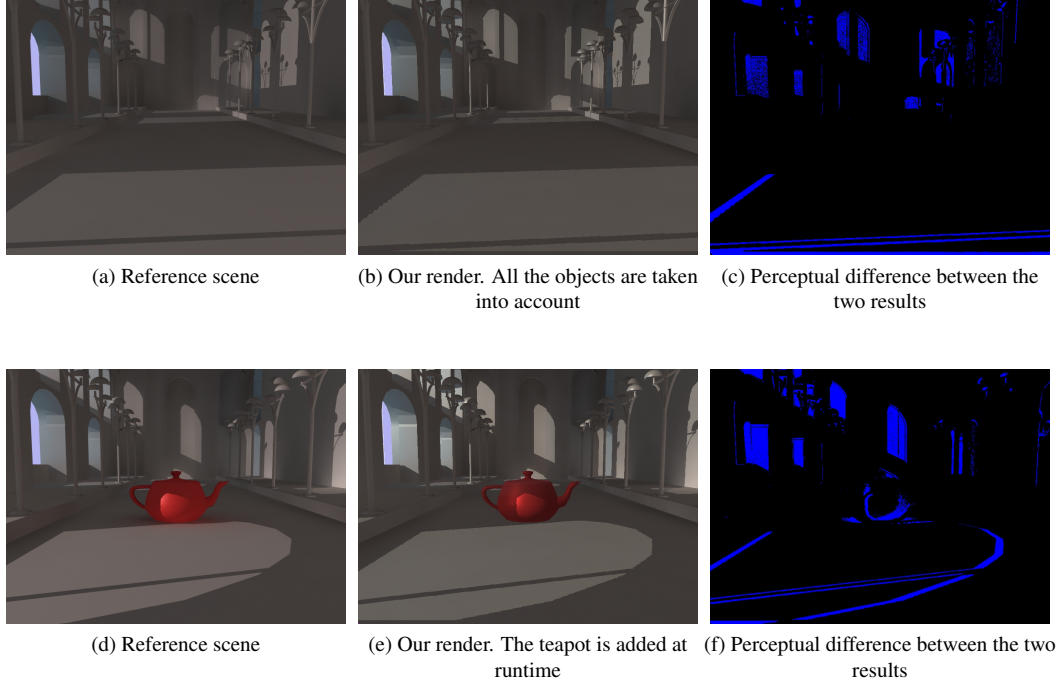 (a) Reference scene
(b) Our render. All the objects are taken
into account
(c) Perceptual difference between the
two results
(d) Reference scene
(e) Our render. The teapot is added at
runtime
(f) Perceptual difference between the two
results